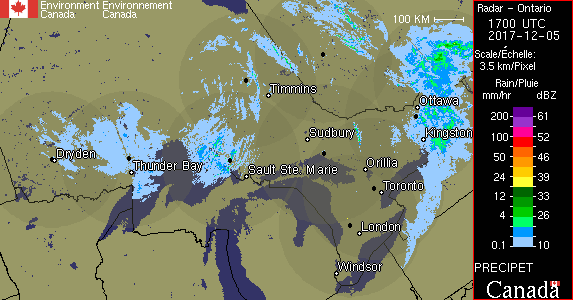 Environment Environnement
Canada Canada
100 KM
Timmins
Ottawa
Kingston
Sudbury
Dryden
Thunder Bay
Sault Ste. Marie
Orillia
Toronto
London
Windsor
Radar - Ontario
1700 UTC
2017-12-05
Scale/Échelle:
3.5 km/Pixel
Rain/Pluie
mm/hr dBZ
200 61
100 52
50 46
24 39
12 33
4 26
0.1 10
PRECIPET
Canada